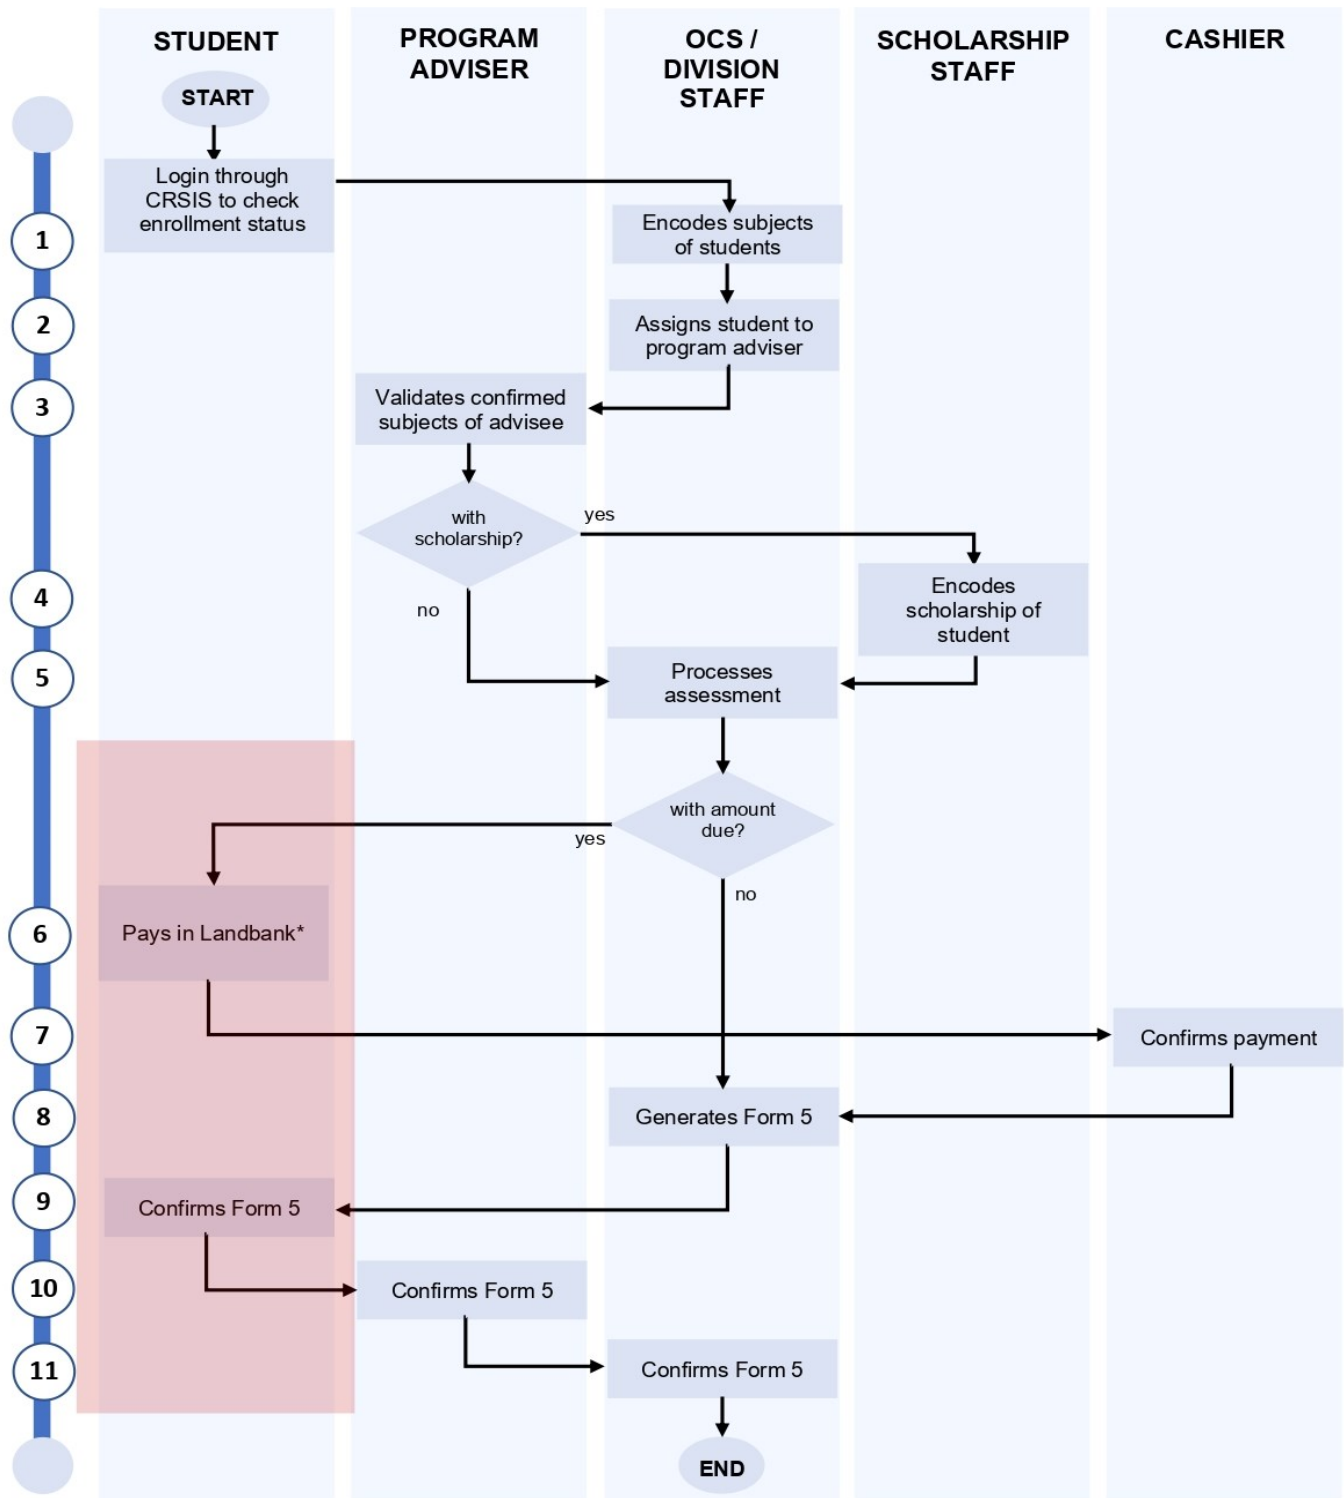 STUDENT
PROGRAM
ADVISER
OCS /
DIVISION
STAFF
SCHOLARSHIP
STAFF
CASHIER
START
Login through
CRSIS to check
enrollment status
1
Encodes subjects
of students
2
Assigns student to
program adviser
3
Validates confirmed
subjects of advisee
with
scholarship?
yes
no
4
Encodes
scholarship of
student
5
Processes
assessment
with amount
due?
yes
no
6
Pays in Landbank*
7
Confirms payment
8
Generates Form 5
9
Confirms Form 5
10
Confirms Form 5
11
Confirms Form 5
END